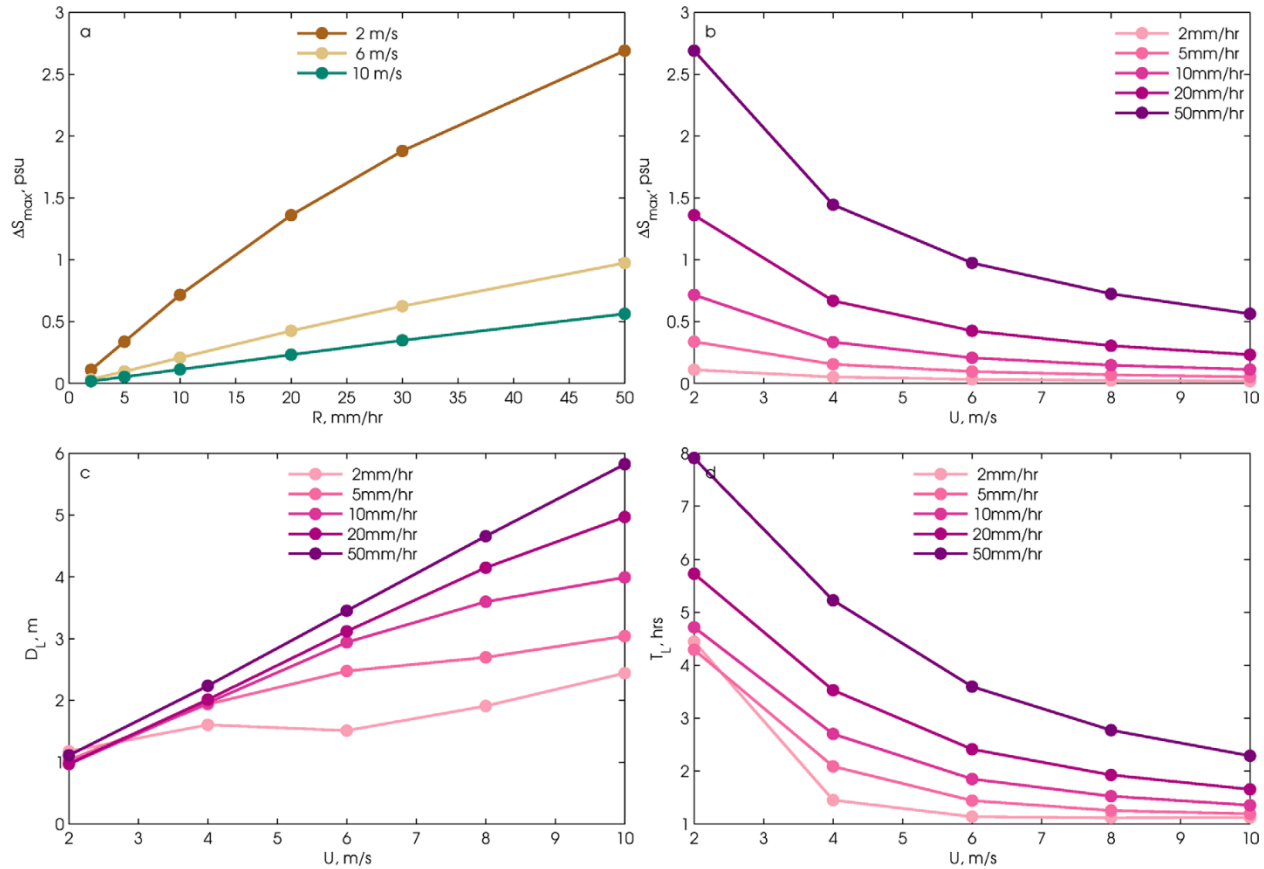 a
2 m/s
6 m/s
10 m/s
3
2.5
2
1.5
1
0.5
0
ΔS_max, psu
0 5 10 15 20 25 30 35 40 45 50
R, mm/hr
b
2mm/hr
5mm/hr
10mm/hr
20mm/hr
50mm/hr
3
2.5
2
1.5
1
0.5
0
ΔS_max, psu
2 3 4 5 6 7 8 9 10
U, m/s
c
2mm/hr
5mm/hr
10mm/hr
20mm/hr
50mm/hr
6
5
4
3
2
1
0
D_L, m
2 3 4 5 6 7 8 9 10
U, m/s
d
2mm/hr
5mm/hr
10mm/hr
20mm/hr
50mm/hr
8
7
6
5
4
3
2
1
T_L, hrs
2 3 4 5 6 7 8 9 10
U, m/s